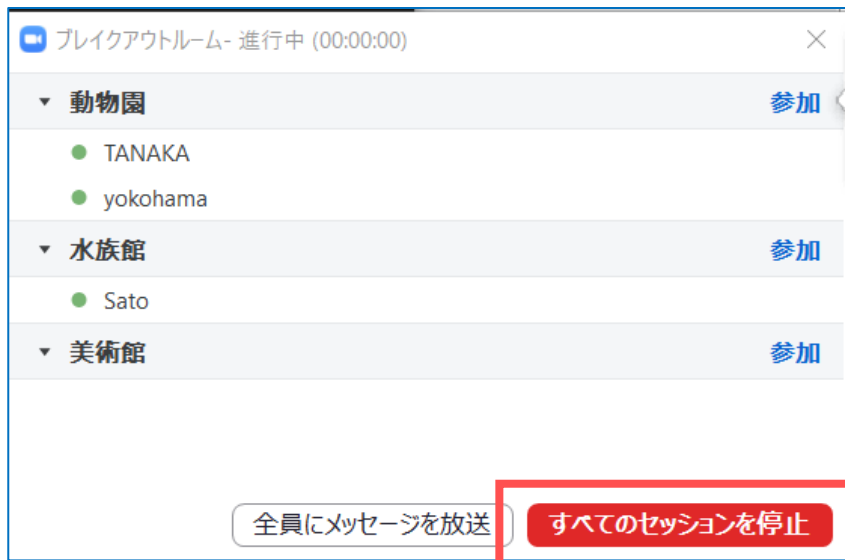 ブレイクアウトルーム- 進行中 (00:00:00)
動物園 参加
TANAKA
yokohama
水族館 参加
Sato
美術館 参加
全員にメッセージを放送 すべてのセッションを停止